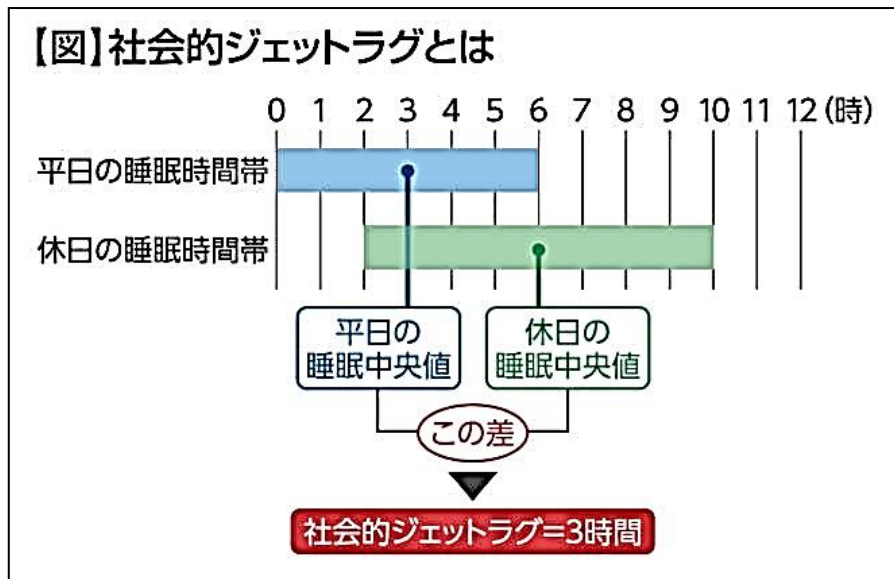 【図】社会的ジェットラグとは
0 1 2 3 4 5 6 7 8 9 10 11 12(時)
平日の睡眠時間帯
休日の睡眠時間帯
平日の
睡眠中央値
休日の
睡眠中央値
この差
社会的ジェットラグ=3時間